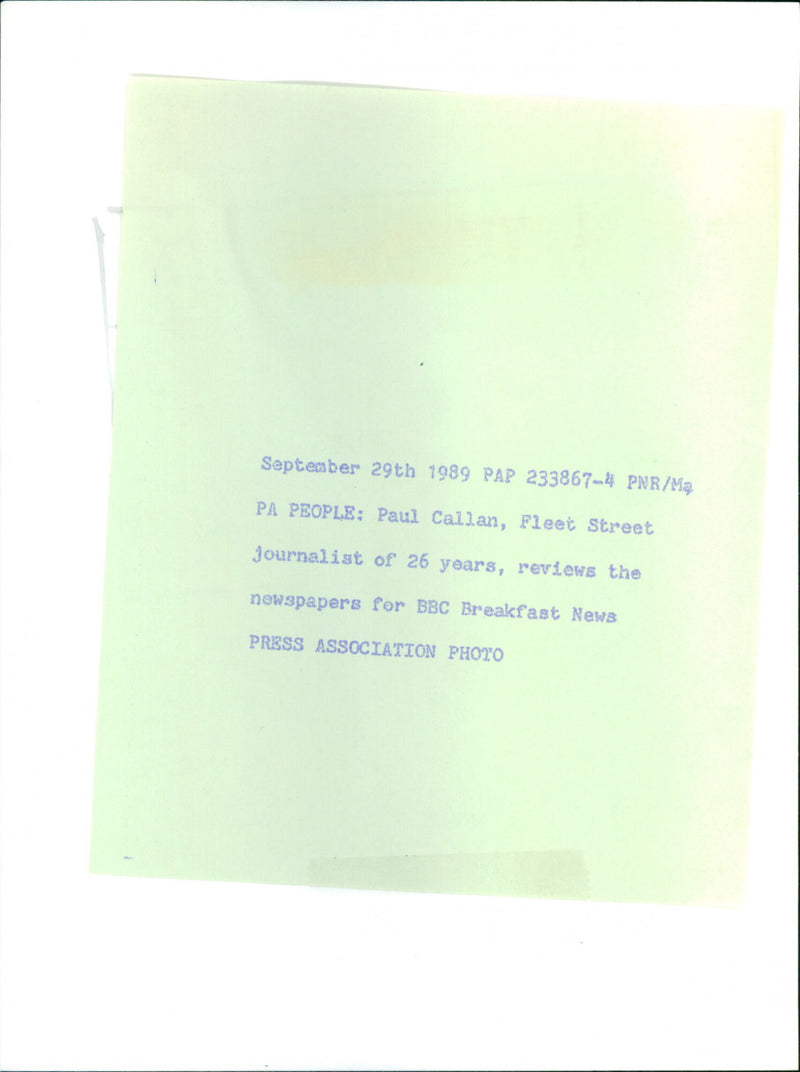 September 29th 1989 PAP 233867-4 PNR/Ma
PA PEOPLE: Paul Callan, Fleet Street
journalist of 26 years, reviews the
newspapers for BBC Breakfast News
PRESS ASSOCIATION PHOTO